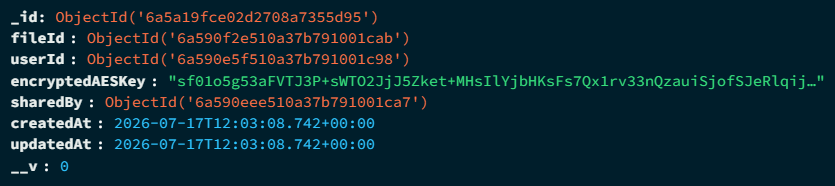 _id: ObjectId('6a5a19fce02d2708a7355d95')
fileId : ObjectId('6a590f2e510a37b791001cab')
userId : ObjectId('6a590e5f510a37b791001c98')
encryptedAESKey : "sf01o5g53aFVTJ3P+sWTO2JjJ5Zket+MHsIlYjbHKsFs7Qx1rv33nQzauiSjofSJeRlqij…"
sharedBy : ObjectId('6a590eee510a37b791001ca7')
createdAt : 2026-07-17T12:03:08.742+00:00
updatedAt : 2026-07-17T12:03:08.742+00:00
__v : 0